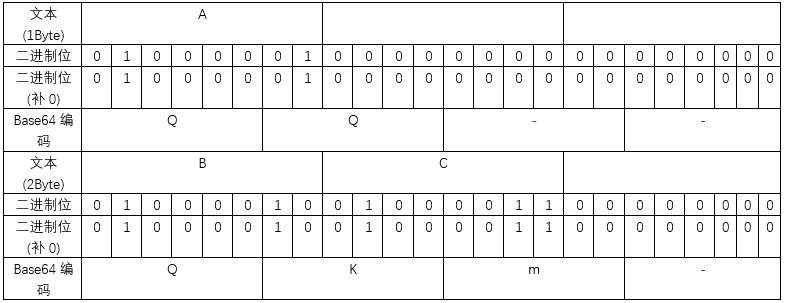 文本 A
(1Byte)
二进制位 0 1 0 0 0 0 0 1 0 0 0 0 0 0 0 0 0 0 0 0 0 0 0 0
二进制位 0 1 0 0 0 0 0 1 0 0 0 0 0 0 0 0 0 0 0 0 0 0 0 0
(补 0)
Base64 编 Q Q - -
码
文本 B C
(2Byte)
二进制位 0 1 0 0 0 0 1 0 0 1 0 0 0 0 1 1 0 0 0 0 0 0 0 0
二进制位 0 1 0 0 0 0 1 0 0 1 0 0 0 0 1 1 0 0 0 0 0 0 0 0
(补 0)
Base64 编 Q K m -
码